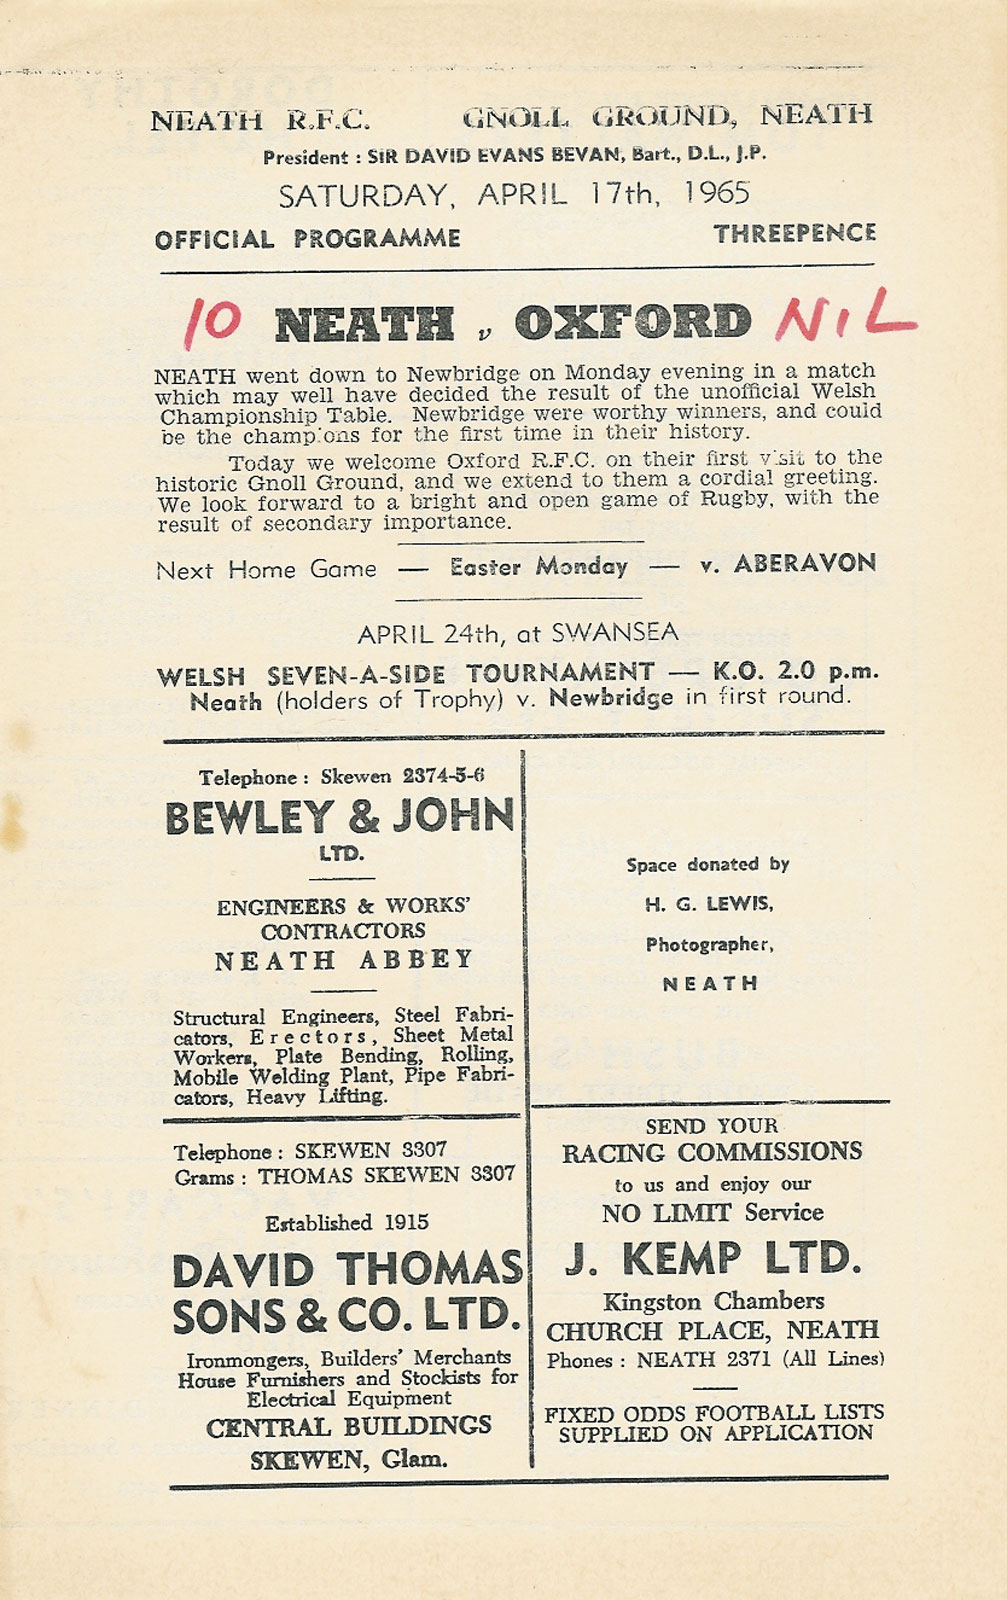 NEATH R.F.C. GNOLL GROUND, NEATH
President : SIR DAVID EVANS BEVAN, Bart., D.L., J.P.
SATURDAY, APRIL 17th, 1965
OFFICIAL PROGRAMME THREEPENCE
10 NEATH v OXFORD NIL
NEATH went down to Newbridge on Monday evening in a match
which may well have decided the result of the unofficial Welsh
Championship Table. Newbridge were worthy winners, and could
be the champions for the first time in their history.
Today we welcome Oxford R.F.C. on their first visit to the
historic Gnoll Ground, and we extend to them a cordial greeting.
We look forward to a bright and open game of Rugby, with the
result of secondary importance.
Next Home Game — Easter Monday — v. ABERAVON
APRIL 24th, at SWANSEA
WELSH SEVEN-A-SIDE TOURNAMENT — K.O. 2.0 p.m.
Neath (holders of Trophy) v. Newbridge in first round.
Telephone : Skewen 2374-5-6
BEWLEY & JOHN
LTD.
ENGINEERS & WORKS'
CONTRACTORS
NEATH ABBEY
Structural Engineers, Steel Fabri-
cators, Erectors, Sheet Metal
Workers, Plate Bending, Rolling,
Mobile Welding Plant, Pipe Fabri-
cators, Heavy Lifting.
Telephone : SKEWEN 3307
Grams : THOMAS SKEWEN 3307
Established 1915
DAVID THOMAS
SONS & CO. LTD.
Ironmongers, Builders' Merchants
House Furnishers and Stockists for
Electrical Equipment
CENTRAL BUILDINGS
SKEWEN, Glam.
Space donated by
H. G. LEWIS,
Photographer,
NEATH
SEND YOUR
RACING COMMISSIONS
to us and enjoy our
NO LIMIT Service
J. KEMP LTD.
Kingston Chambers
CHURCH PLACE, NEATH
Phones : NEATH 2371 (All Lines)
FIXED ODDS FOOTBALL LISTS
SUPPLIED ON APPLICATION